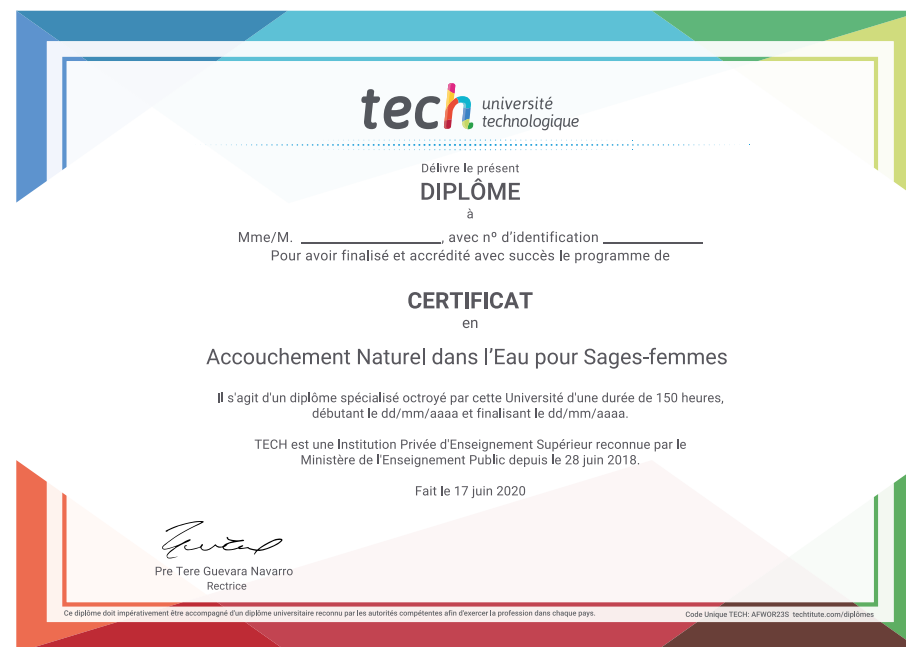 tech université
technologique
Délivre le présent
DIPLÔME
à
Mme/M. ____________________, avec nº d'identification ______________
Pour avoir finalisé et accrédité avec succès le programme de
CERTIFICAT
en
Accouchement Naturel dans l'Eau pour Sages-femmes
Il s'agit d'un diplôme spécialisé octroyé par cette Université d'une durée de 150 heures,
débutant le dd/mm/aaaa et finalisant le dd/mm/aaaa.
TECH est une Institution Privée d'Enseignement Supérieur reconnue par le
Ministère de l'Enseignement Public depuis le 28 juin 2018.
Fait le 17 juin 2020
Pre Tere Guevara Navarro
Rectrice
Ce diplôme doit impérativement être accompagné d'un diplôme universitaire reconnu par les autorités compétentes afin d'exercer la profession dans chaque pays.
Code Unique TECH: AFWOR23S techtitute.com/diplômes